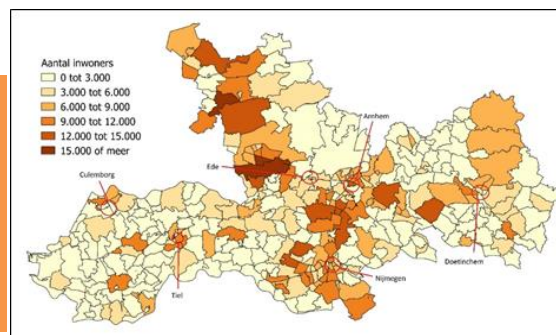 Aantal inwoners
0 tot 3.000
3.000 tot 6.000
6.000 tot 9.000
9.000 tot 12.000
12.000 tot 15.000
15.000 of meer
Arnhem
Ede
Culemborg
Doetinchem
Nijmegen
Tiel